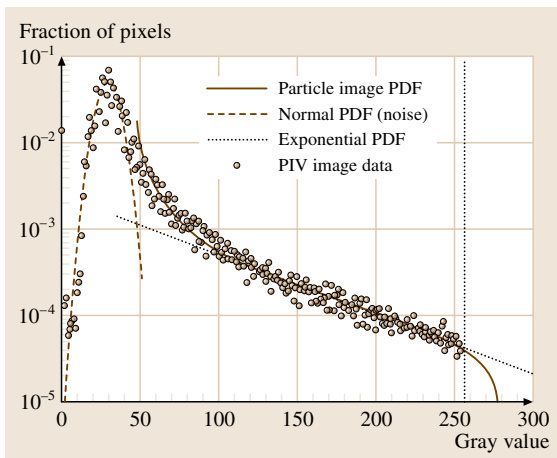 Fraction of pixels
10⁻¹
Particle image PDF
Normal PDF (noise)
Exponential PDF
PIV image data
10⁻²
10⁻³
10⁻⁴
10⁻⁵
0 50 100 150 200 250 300
Gray value